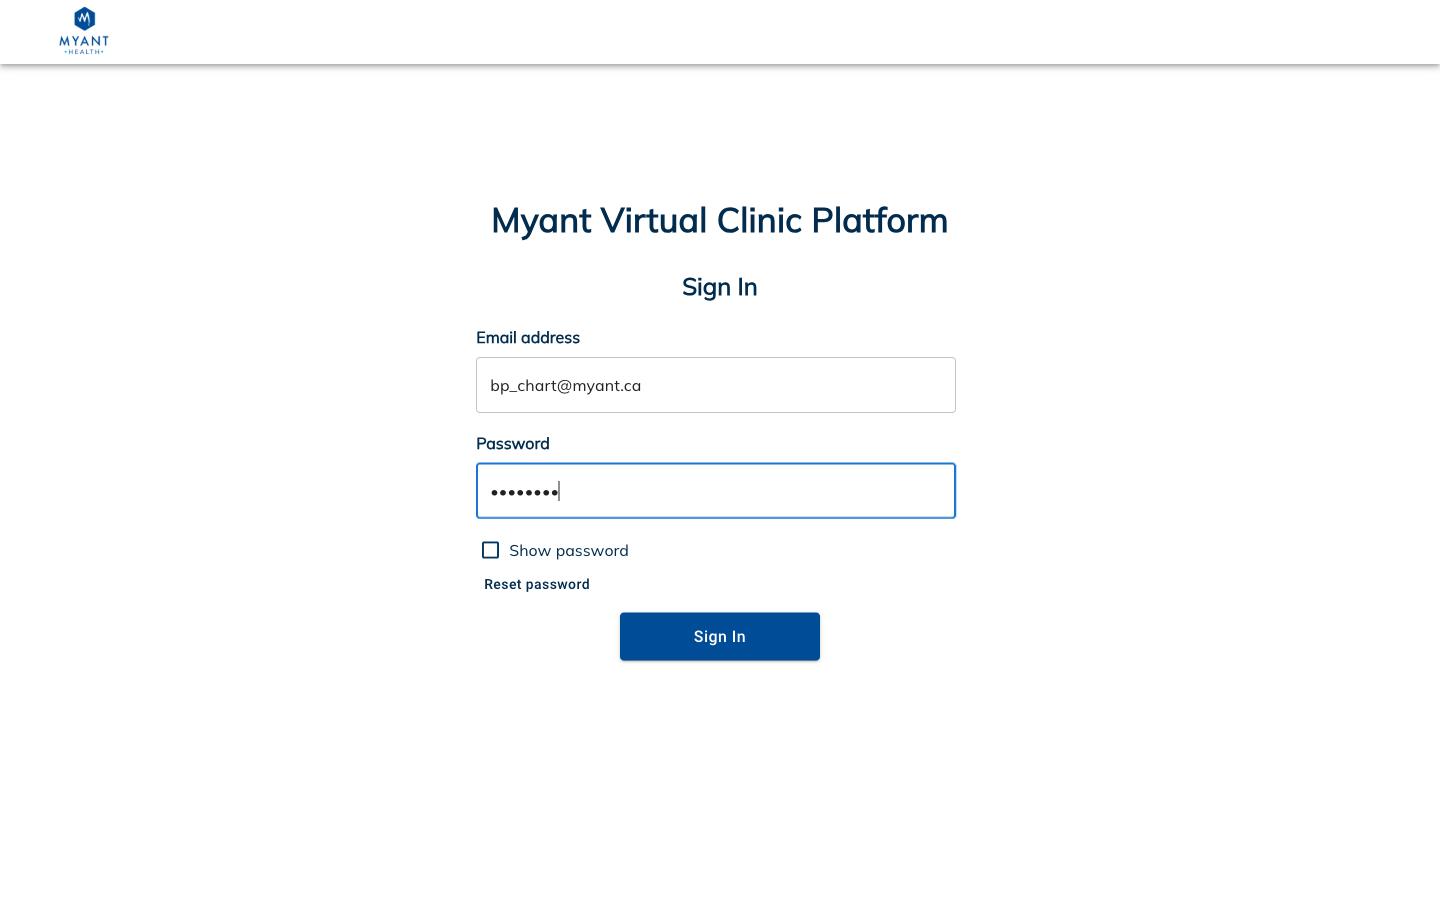 MYANT
HEALTH
Myant Virtual Clinic Platform
Sign In
Email address
bp_chart@myant.ca
Password
••••••••
Show password
Reset password
Sign In